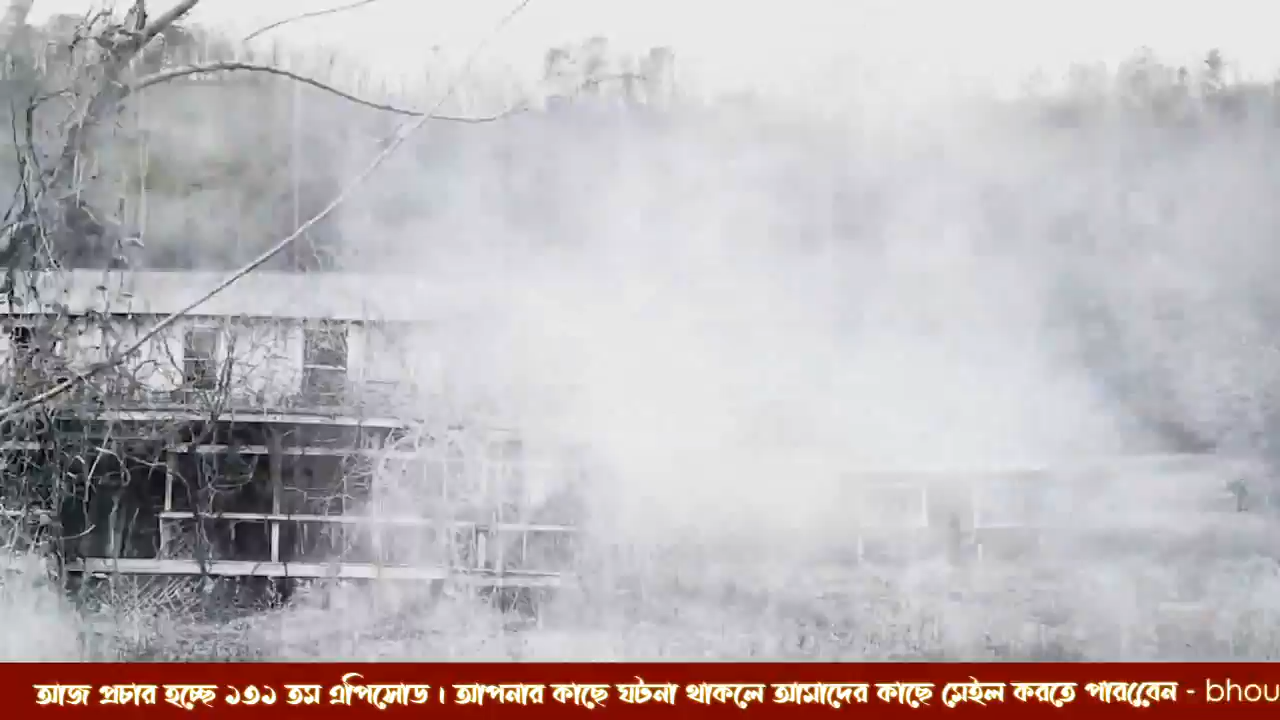 আজ প্রচার হচ্ছে ১৩১ তম এপিসোড। আপনার কাছে ঘটনা থাকলে আমাদের কাছে মেইল করতে পারবেেন - bhou